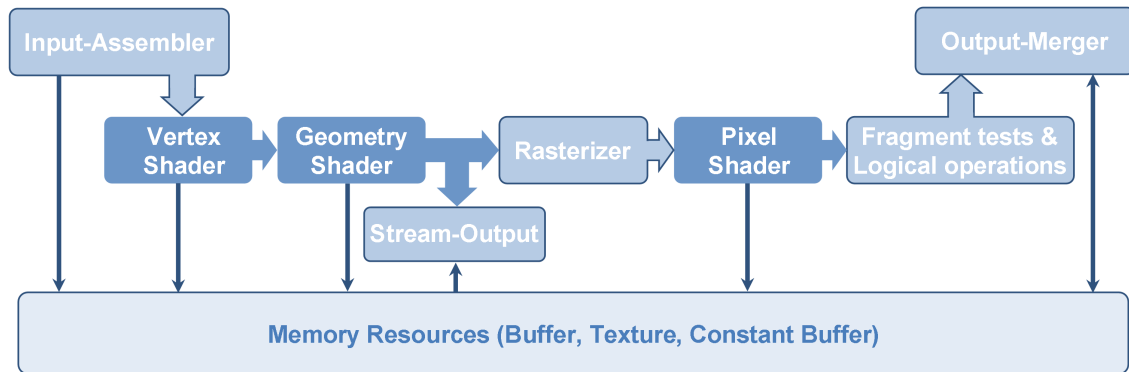 Input-Assembler
Output-Merger
Vertex
Shader
Geometry
Shader
Rasterizer
Pixel
Shader
Fragment tests &
Logical operations
Stream-Output
Memory Resources (Buffer, Texture, Constant Buffer)